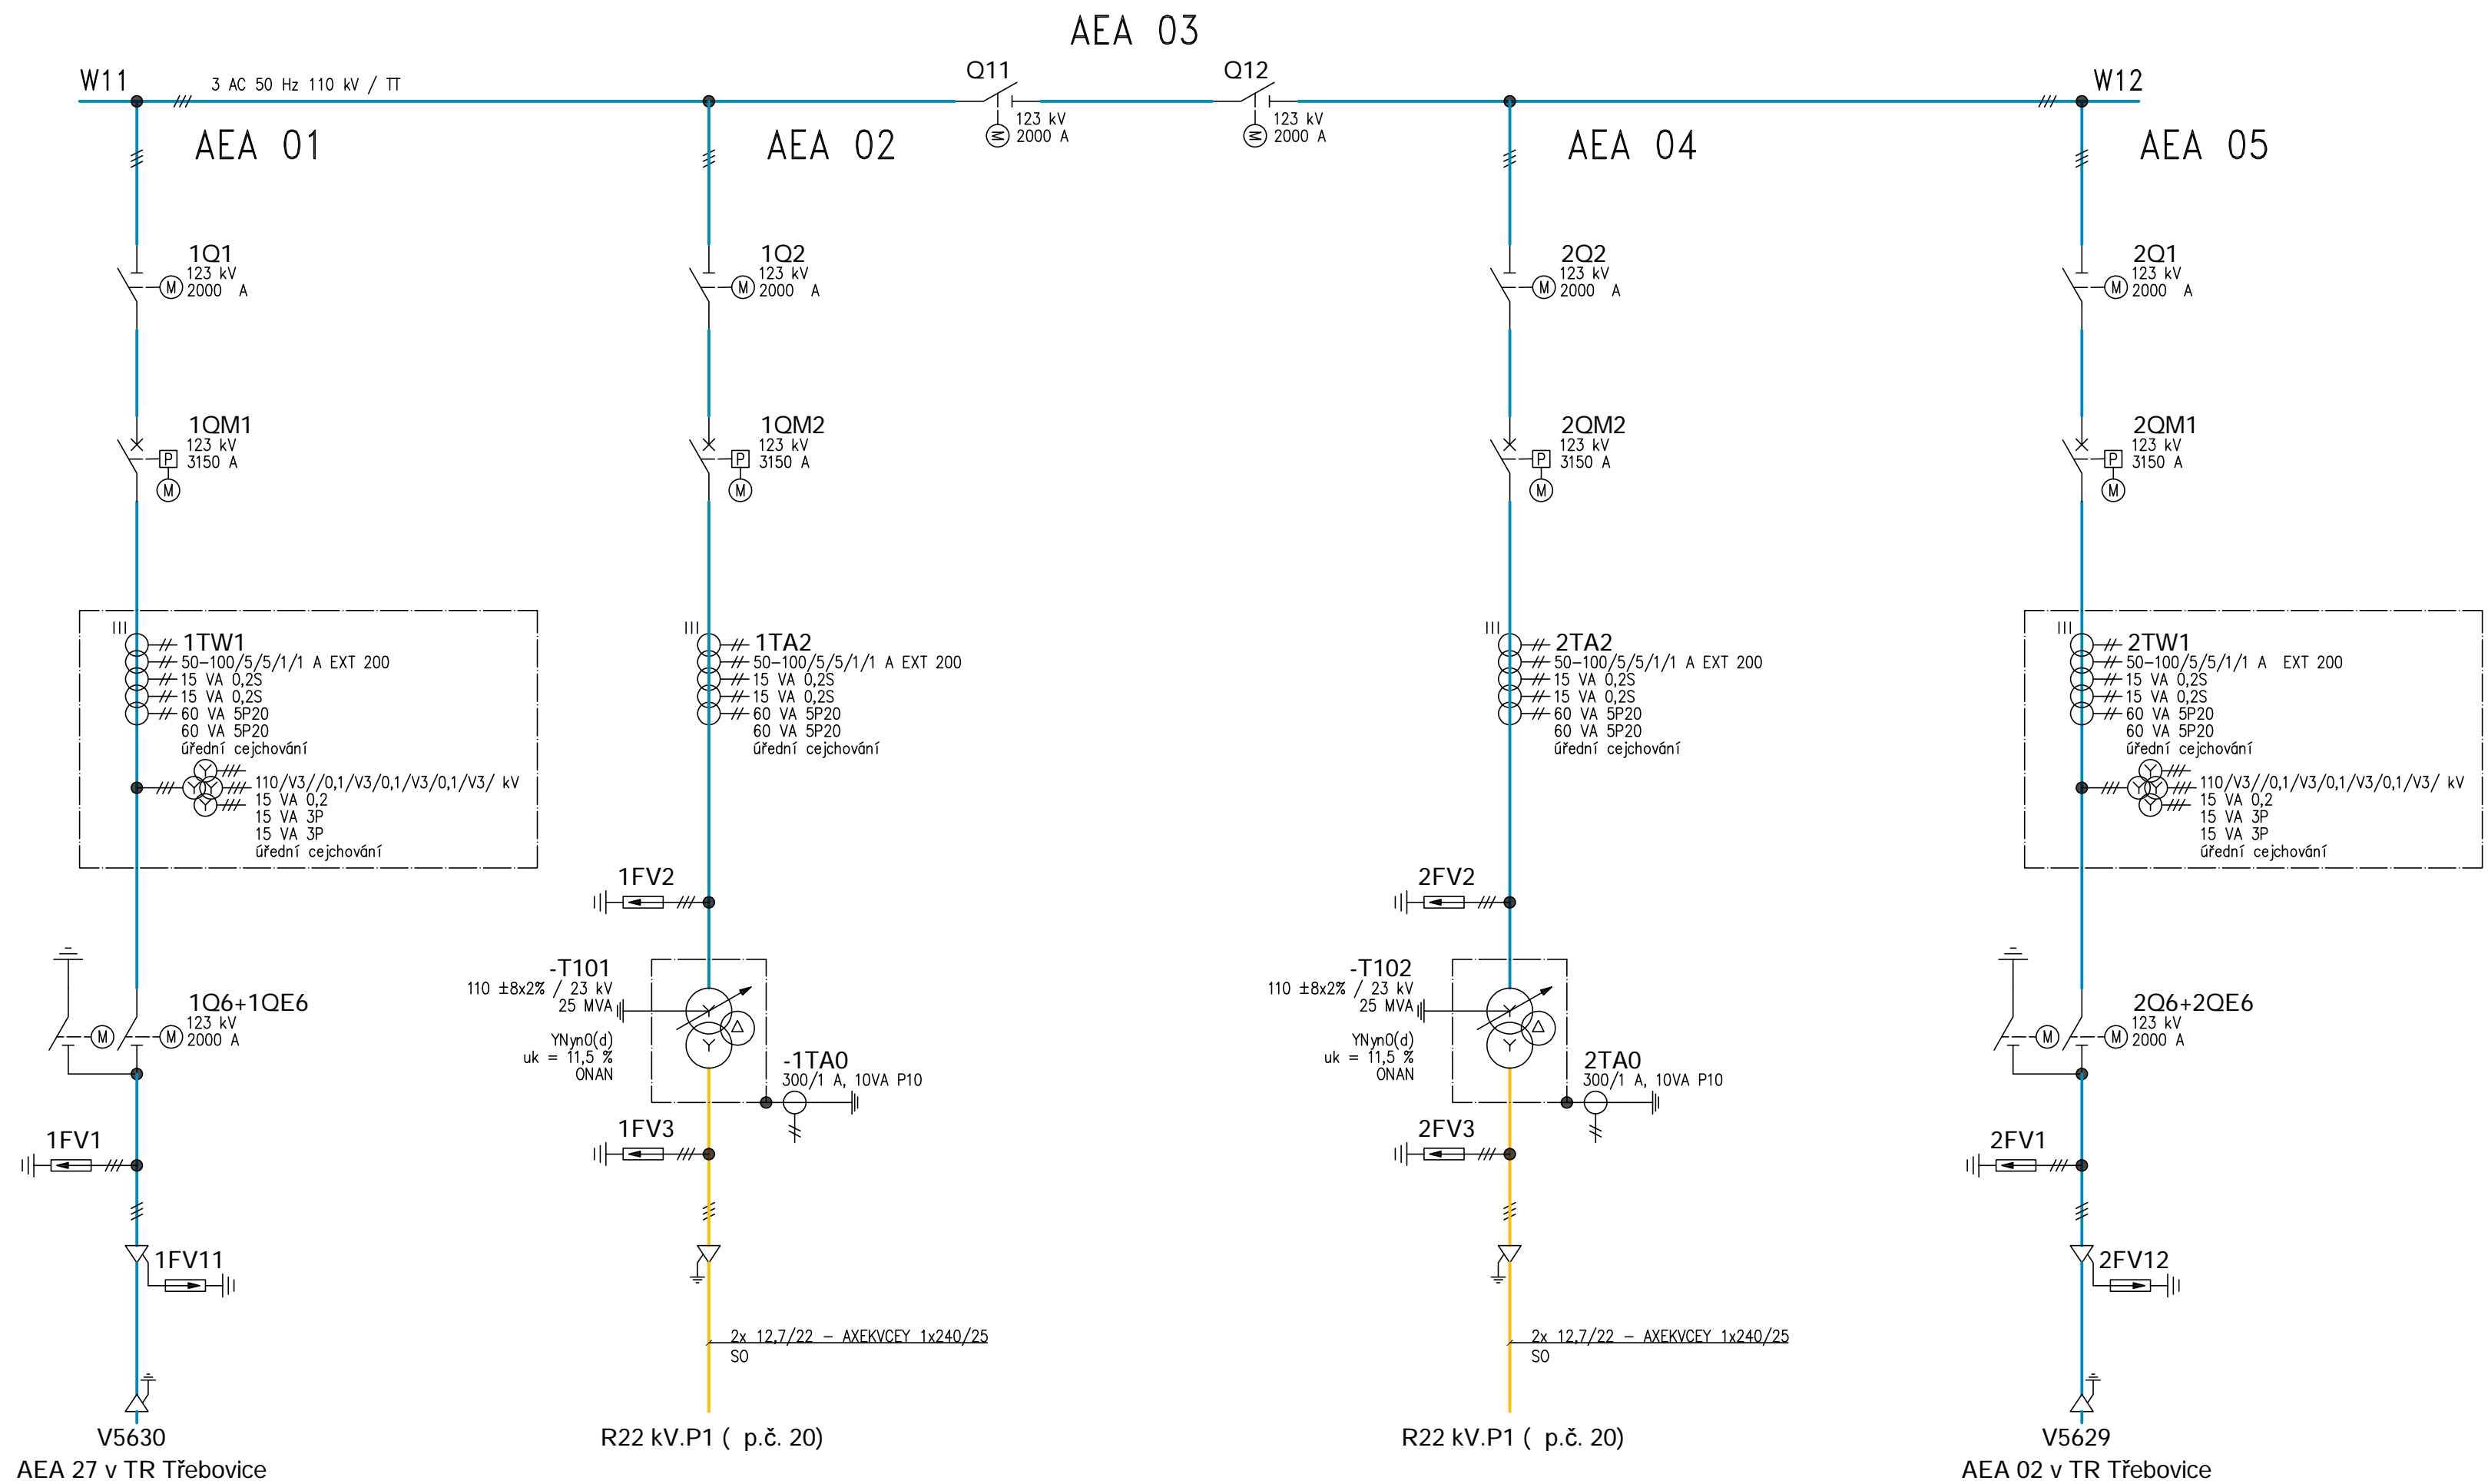 AEA 03
W11
3 AC 50 Hz 110 kV / TT
Q11
123 kV
2000 A
M
Q12
123 kV
2000 A
M
W12
AEA 01
1Q1
123 kV
2000 A
M
1QM1
123 kV
3150 A
P
M
1TW1
50-100/5/5/1/1 A EXT 200
15 VA 0,2S
15 VA 0,2S
60 VA 5P20
60 VA 5P20
úřední cejchování
110/V3//0,1/V3/0,1/V3/0,1/V3/ kV
15 VA 0,2
15 VA 3P
15 VA 3P
úřední cejchování
1Q6+1QE6
123 kV
2000 A
M
M
1FV1
1FV11
V5630
AEA 27 v TR Třebovice
AEA 02
1Q2
123 kV
2000 A
M
1QM2
123 kV
3150 A
P
M
1TA2
50-100/5/5/1/1 A EXT 200
15 VA 0,2S
15 VA 0,2S
60 VA 5P20
60 VA 5P20
úřední cejchování
1FV2
-T101
110 ±8x2% / 23 kV
25 MVA
YNyn0(d)
uk = 11,5 %
ONAN
-1TA0
300/1 A, 10VA P10
1FV3
2x 12,7/22 - AXEKVCEY 1x240/25
SO
R22 kV.P1 ( p.č. 20)
AEA 04
2Q2
123 kV
2000 A
M
2QM2
123 kV
3150 A
P
M
2TA2
50-100/5/5/1/1 A EXT 200
15 VA 0,2S
15 VA 0,2S
60 VA 5P20
60 VA 5P20
úřední cejchování
2FV2
-T102
110 ±8x2% / 23 kV
25 MVA
YNyn0(d)
uk = 11,5 %
ONAN
2TA0
300/1 A, 10VA P10
2FV3
2x 12,7/22 - AXEKVCEY 1x240/25
SO
R22 kV.P1 ( p.č. 20)
AEA 05
2Q1
123 kV
2000 A
M
2QM1
123 kV
3150 A
P
M
2TW1
50-100/5/5/1/1 A EXT 200
15 VA 0,2S
15 VA 0,2S
60 VA 5P20
60 VA 5P20
úřední cejchování
110/V3//0,1/V3/0,1/V3/0,1/V3/ kV
15 VA 0,2
15 VA 3P
15 VA 3P
úřední cejchování
2Q6+2QE6
123 kV
2000 A
M
M
2FV1
2FV12
V5629
AEA 02 v TR Třebovice